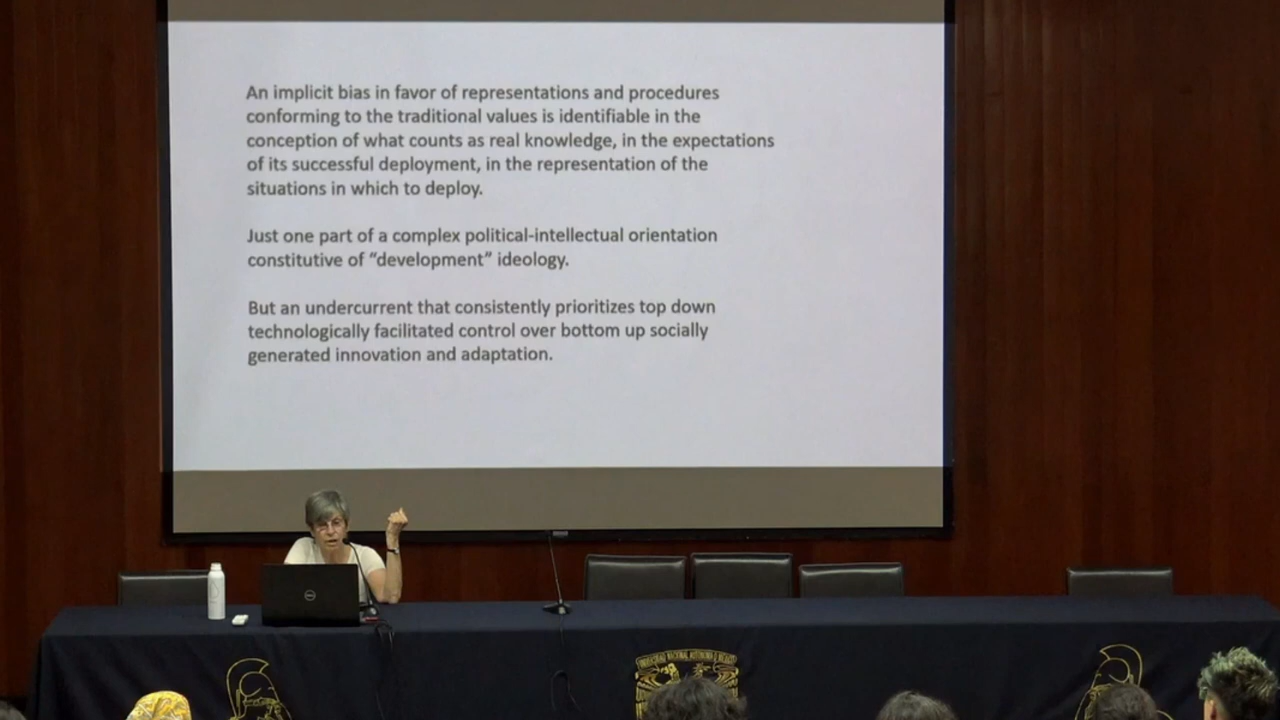 An implicit bias in favor of representations and procedures
conforming to the traditional values is identifiable in the
conception of what counts as real knowledge, in the expectations
of its successful deployment, in the representation of the
situations in which to deploy.
Just one part of a complex political-intellectual orientation
constitutive of “development” ideology.
But an undercurrent that consistently prioritizes top down
technologically facilitated control over bottom up socially
generated innovation and adaptation.
DELL